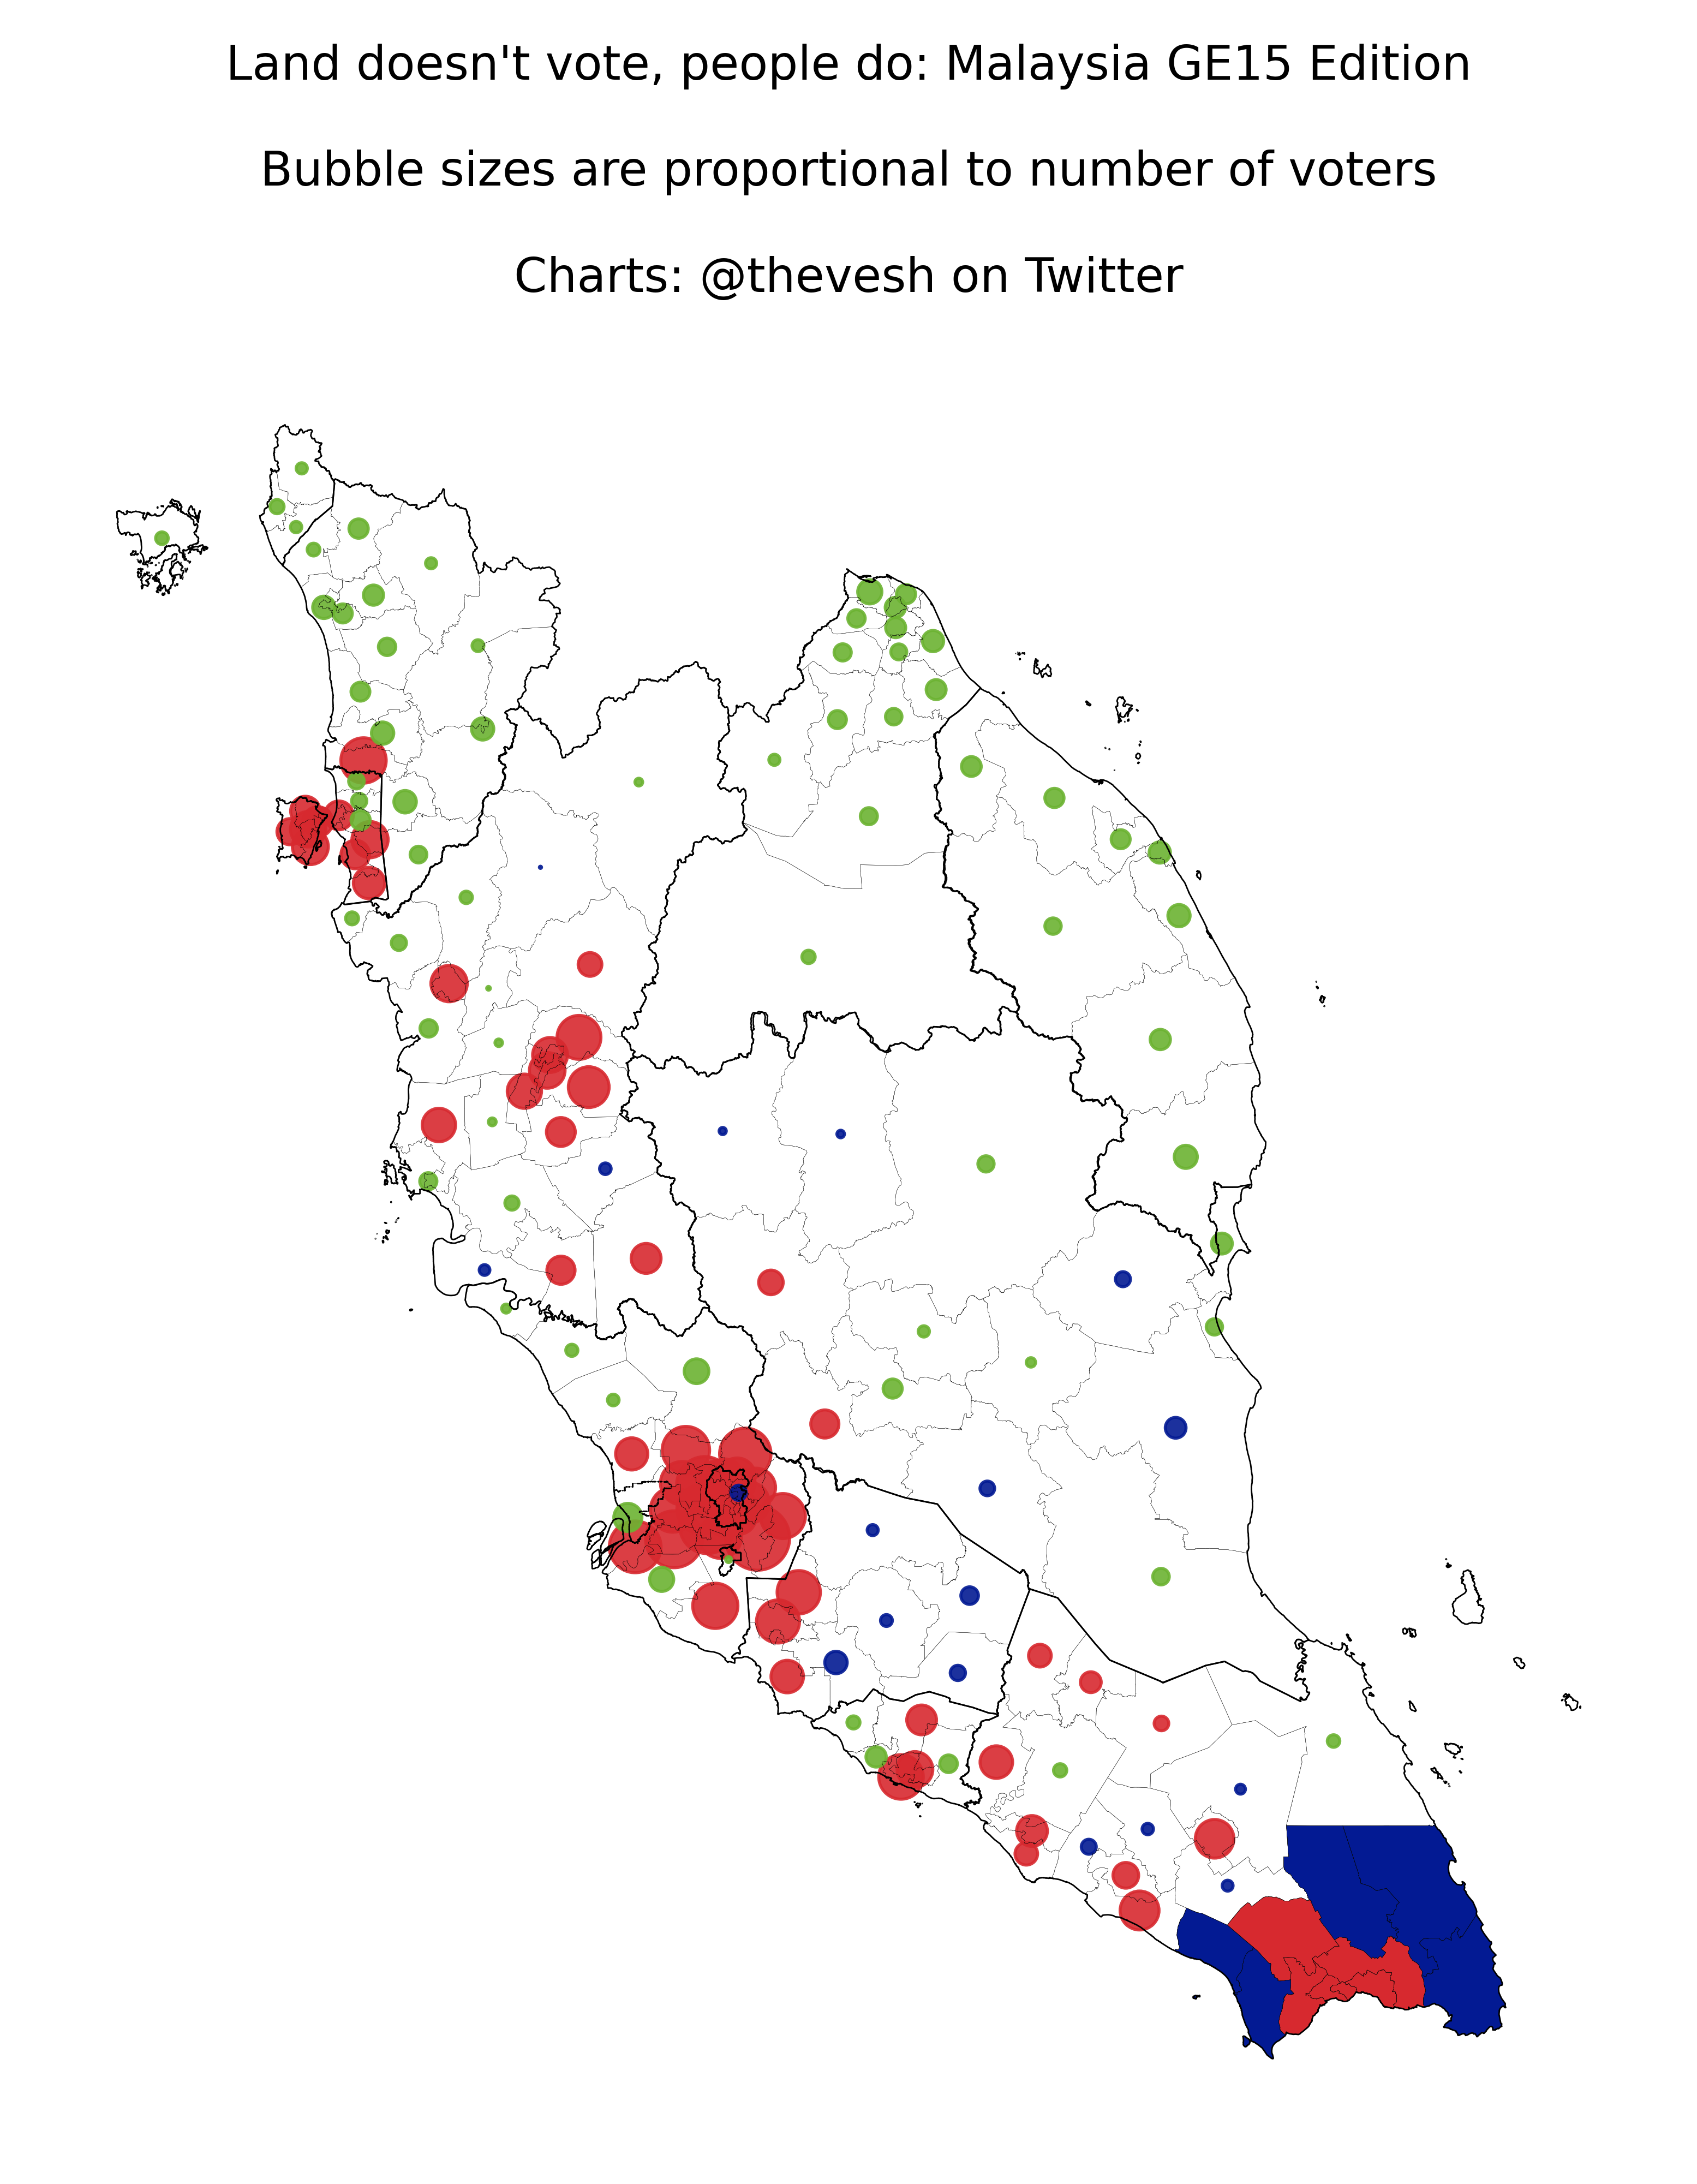 Land doesn't vote, people do: Malaysia GE15 Edition
Bubble sizes are proportional to number of voters
Charts: @thevesh on Twitter